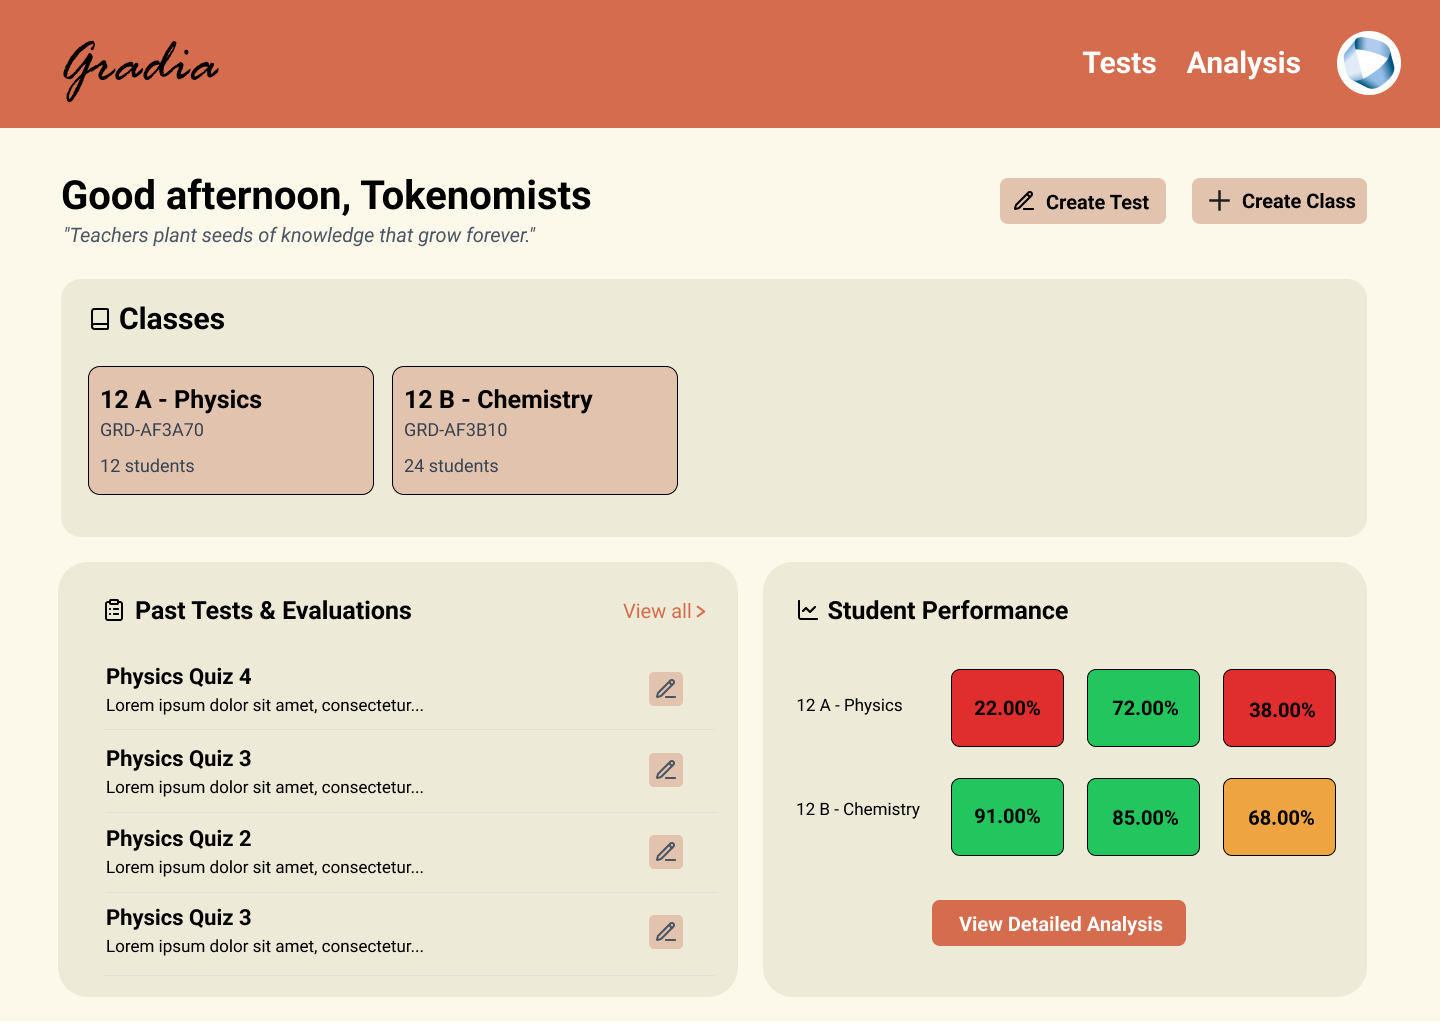 Gradia
Tests Analysis
Good afternoon, Tokenomists
"Teachers plant seeds of knowledge that grow forever."
Create Test
Create Class
Classes
12 A - Physics
GRD-AF3A70
12 students
12 B - Chemistry
GRD-AF3B10
24 students
Past Tests & Evaluations
View all >
Physics Quiz 4
Lorem ipsum dolor sit amet, consectetur...
Physics Quiz 3
Lorem ipsum dolor sit amet, consectetur...
Physics Quiz 2
Lorem ipsum dolor sit amet, consectetur...
Physics Quiz 3
Lorem ipsum dolor sit amet, consectetur...
Student Performance
12 A - Physics 22.00% 72.00% 38.00%
12 B - Chemistry 91.00% 85.00% 68.00%
View Detailed Analysis